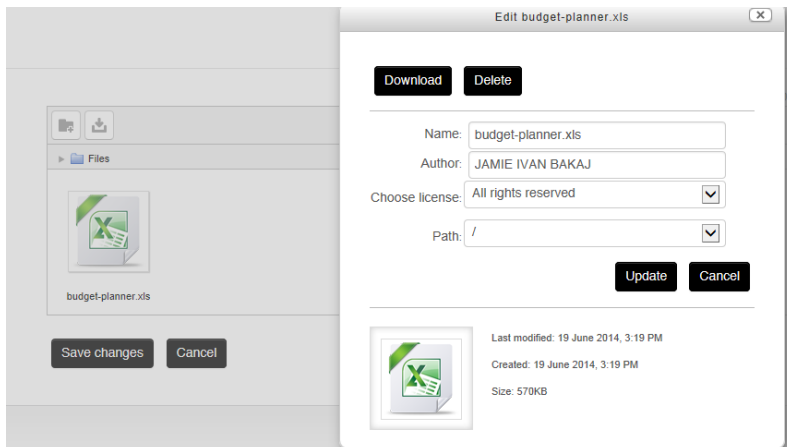 Edit budget-planner.xls
Download Delete
Name: budget-planner.xls
Author: JAMIE IVAN BAKAJ
Choose license: All rights reserved
Path: /
Update Cancel
Last modified: 19 June 2014, 3:19 PM
Created: 19 June 2014, 3:19 PM
Size: 570KB
Files
budget-planner.xls
Save changes Cancel